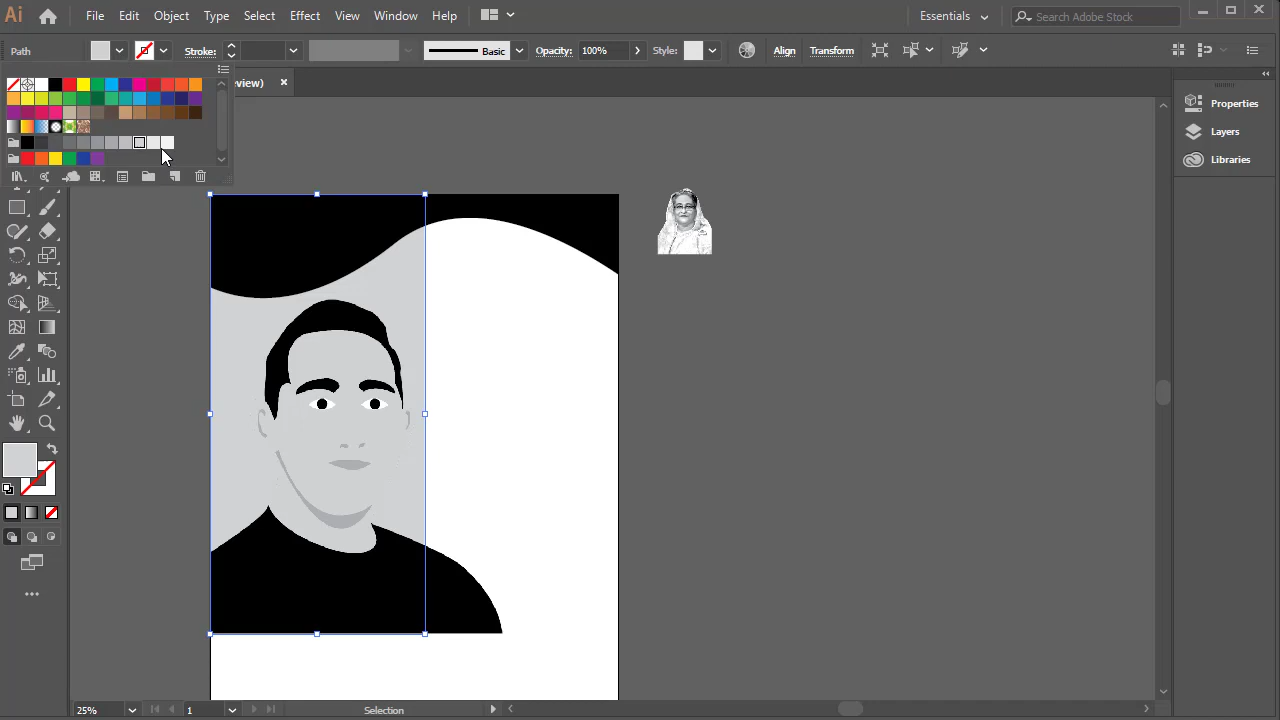 Ai File Edit Object Type Select Effect View Window Help Essentials Search Adobe Stock
Path Stroke: Basic Opacity: 100% Style: Align Transform
view) ×
Properties
Layers
Libraries
25% 1 Selection